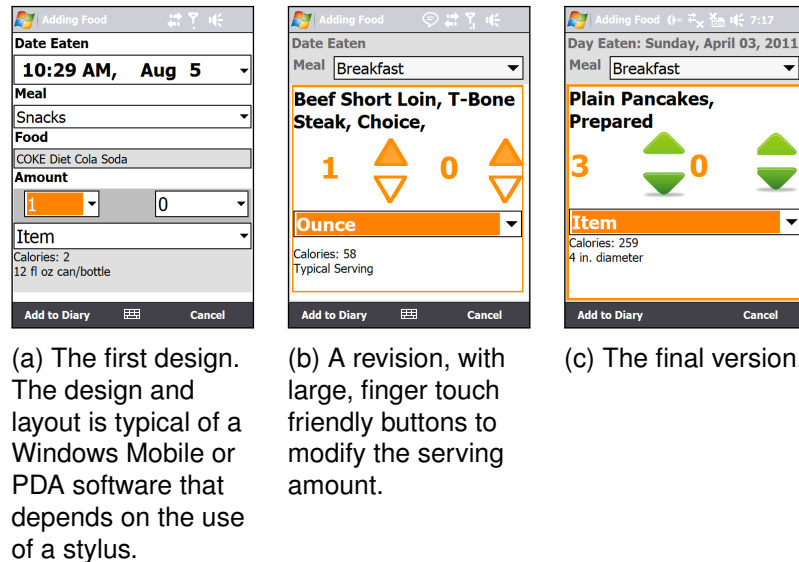 Adding Food
Date Eaten
10:29 AM, Aug 5
Meal
Snacks
Food
COKE Diet Cola Soda
Amount
1 0
Item
Calories: 2
12 fl oz can/bottle
Add to Diary Cancel
(a) The first design.
The design and
layout is typical of a
Windows Mobile or
PDA software that
depends on the use
of a stylus.
Adding Food
Date Eaten
Meal Breakfast
Beef Short Loin, T-Bone
Steak, Choice,
1 0
Ounce
Calories: 58
Typical Serving
Add to Diary Cancel
(b) A revision, with
large, finger touch
friendly buttons to
modify the serving
amount.
Adding Food 7:17
Day Eaten: Sunday, April 03, 2011
Meal Breakfast
Plain Pancakes,
Prepared
3 0
Item
Calories: 259
4 in. diameter
Add to Diary Cancel
(c) The final version.